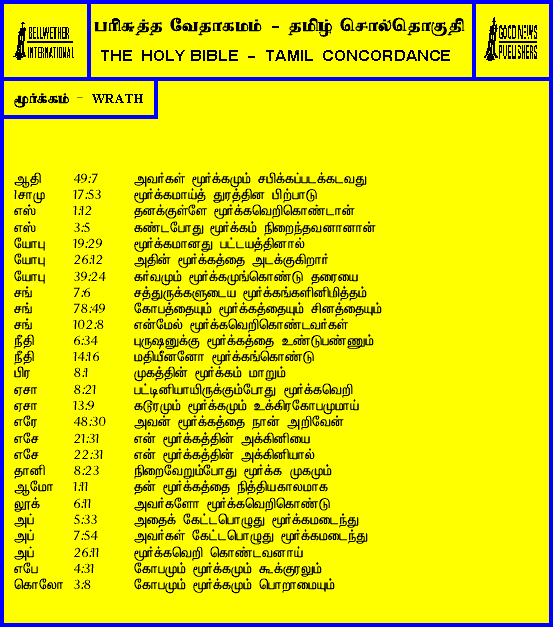 BELLWETHER
INTERNATIONAL
பரிசுத்த வேதாகமம் - தமிழ் சொல்தொகுதி
THE HOLY BIBLE - TAMIL CONCORDANCE
GOOD NEWS
PUBLISHERS
மூர்க்கம் - WRATH
ஆதி 49:7 அவர்கள் மூர்க்கமும் சபிக்கப்படக்கடவது
1சாமு 17:53 மூர்க்கமாய்த் துரத்தின பிற்பாடு
எஸ் 1:12 தனக்குள்ளே மூர்க்கவெறிகொண்டான்
எஸ் 3:5 கண்டபோது மூர்க்கம் நிறைந்தவனானான்
யோபு 19:29 மூர்க்கமானது பட்டயத்தினால்
யோபு 26:12 அதின் மூர்க்கத்தை அடக்குகிறார்
யோபு 39:24 கர்வமும் மூர்க்கமுங்கொண்டு தரையை
சங் 7:6 சத்துருக்களுடைய மூர்க்கங்களினிமித்தம்
சங் 78:49 கோபத்தையும் மூர்க்கத்தையும் சினத்தையும்
சங் 102:8 என்மேல் மூர்க்கவெறிகொண்டவர்கள்
நீதி 6:34 புருஷனுக்கு மூர்க்கத்தை உண்டுபண்ணும்
நீதி 14:16 மதியீனனோ மூர்க்கங்கொண்டு
பிர 8:1 முகத்தின் மூர்க்கம் மாறும்
ஏசா 8:21 பட்டினியாயிருக்கும்போது மூர்க்கவெறி
ஏசா 13:9 கடூரமும் மூர்க்கமும் உக்கிரகோபமுமாய்
எரே 48:30 அவன் மூர்க்கத்தை நான் அறிவேன்
எசே 21:31 என் மூர்க்கத்தின் அக்கினியை
எசே 22:31 என் மூர்க்கத்தின் அக்கினியால்
தானி 8:23 நிறைவேறும்போது மூர்க்க முகமும்
ஆமோ 1:11 தன் மூர்க்கத்தை நித்தியகாலமாக
லூக் 6:11 அவர்களோ மூர்க்கவெறிகொண்டு
அப் 5:33 அதைக் கேட்டபொழுது மூர்க்கமடைந்து
அப் 7:54 அவர்கள் கேட்டபொழுது மூர்க்கமடைந்து
அப் 26:11 மூர்க்கவெறி கொண்டவனாய்
எபே 4:31 கோபமும் மூர்க்கமும் கூக்குரலும்
கொலோ 3:8 கோபமும் மூர்க்கமும் பொறாமையும்